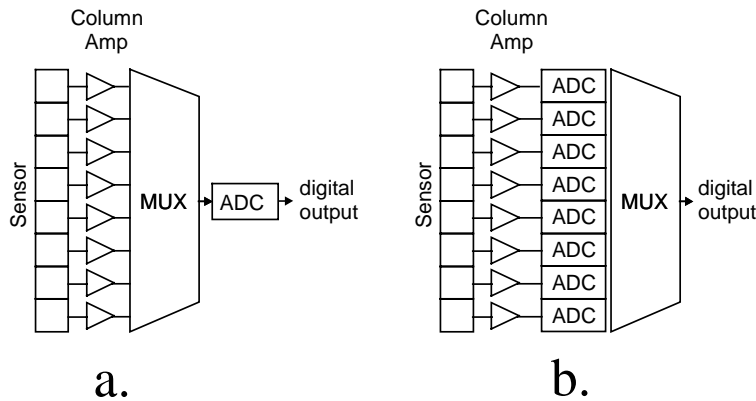 Column
Amp
Sensor
MUX
ADC
digital
output
a.
Column
Amp
Sensor
ADC
ADC
ADC
ADC
ADC
ADC
ADC
ADC
MUX
digital
output
b.